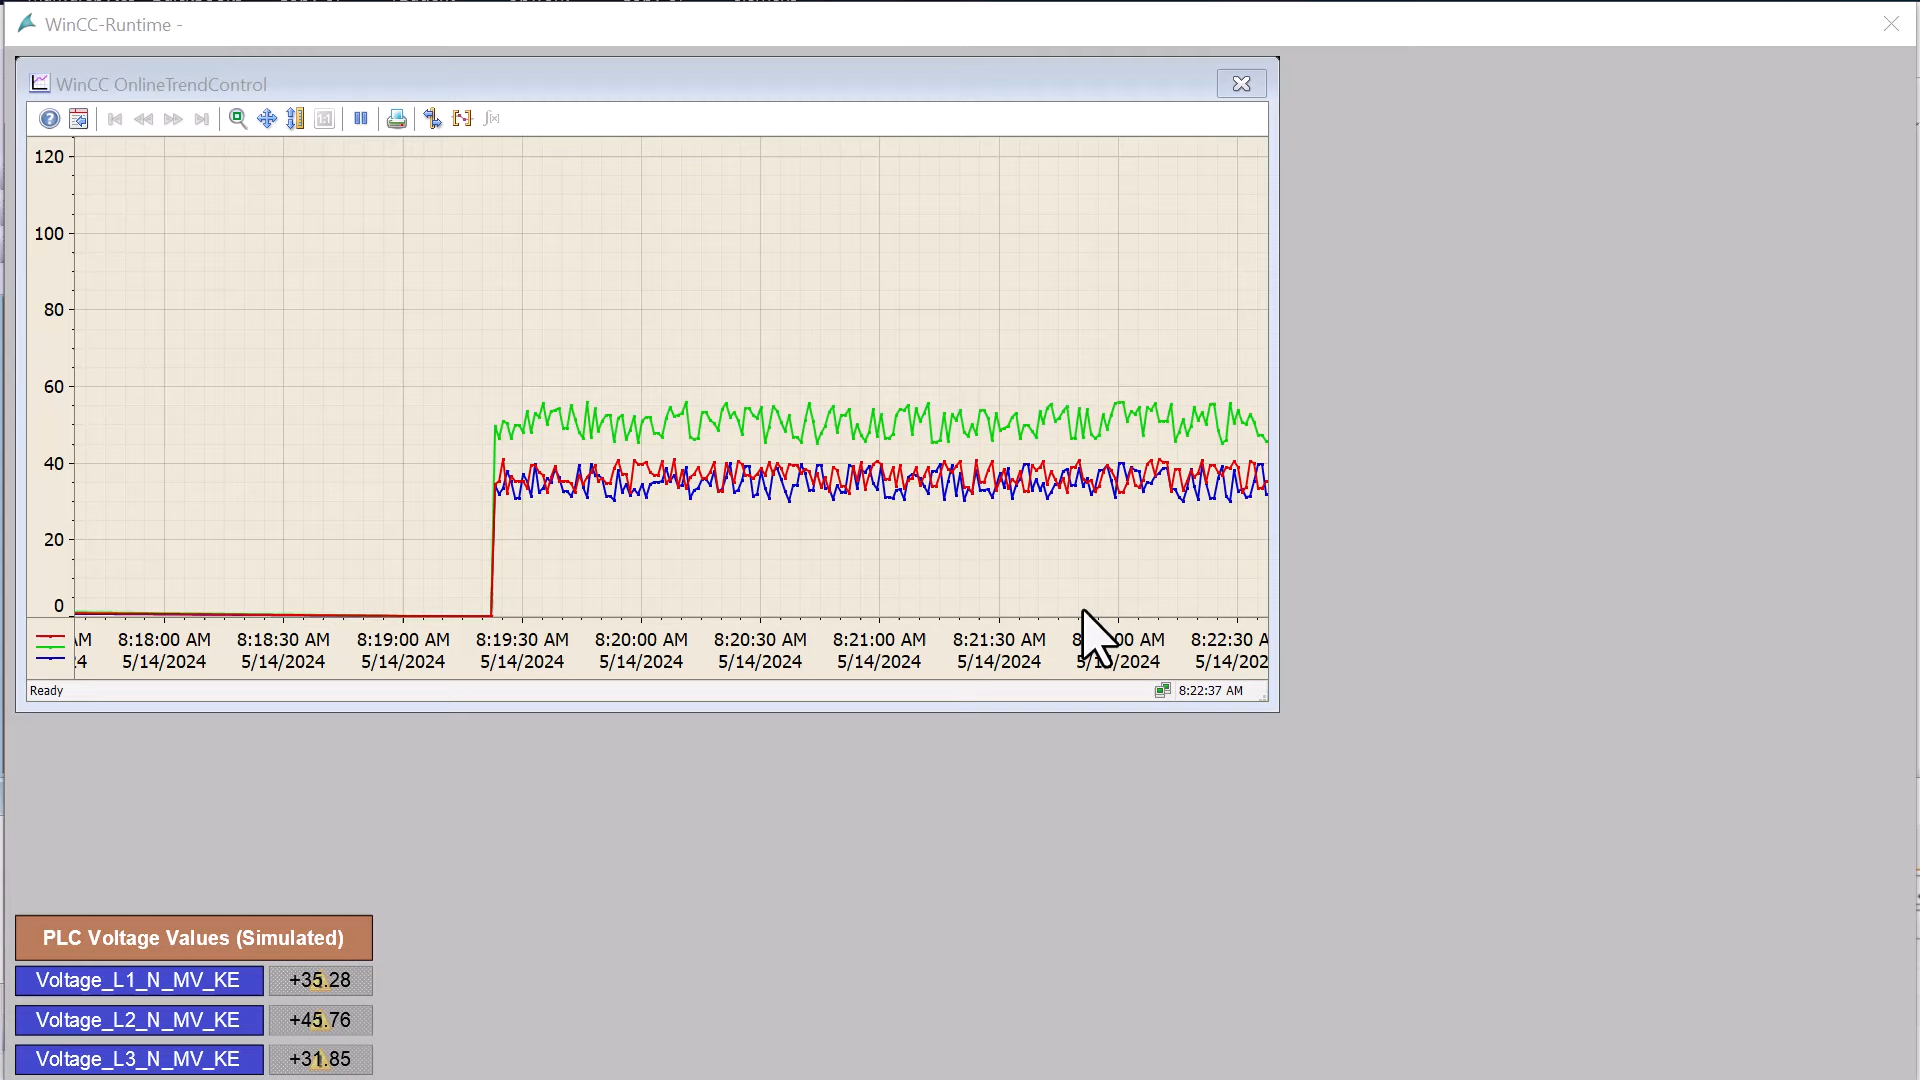 WinCC-Runtime -
WinCC OnlineTrendControl
120
100
80
60
40
20
0
AM 8:18:00 AM 8:18:30 AM 8:19:00 AM 8:19:30 AM 8:20:00 AM 8:20:30 AM 8:21:00 AM 8:21:30 AM 8: 00 AM 8:22:30 A
4 5/14/2024 5/14/2024 5/14/2024 5/14/2024 5/14/2024 5/14/2024 5/14/2024 5/14/2024 5/1 /2024 5/14/202
Ready
8:22:37 AM
PLC Voltage Values (Simulated)
Voltage_L1_N_MV_KE +35.28
Voltage_L2_N_MV_KE +45.76
Voltage_L3_N_MV_KE +31.85